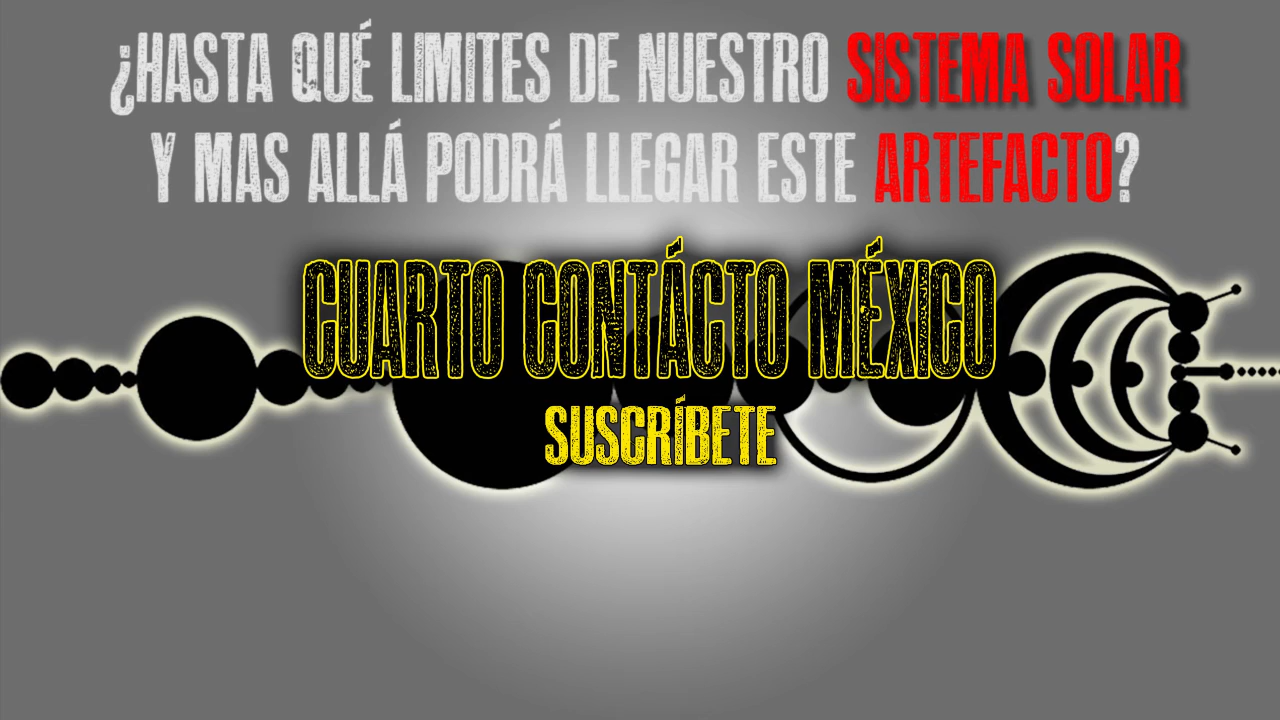 ¿HASTA QUÉ LIMITES DE NUESTRO SISTEMA SOLAR
Y MAS ALLÁ PODRÁ LLEGAR ESTE ARTEFACTO?
CUARTO CONTÁCTO MÉXICO
SUSCRÍBETE